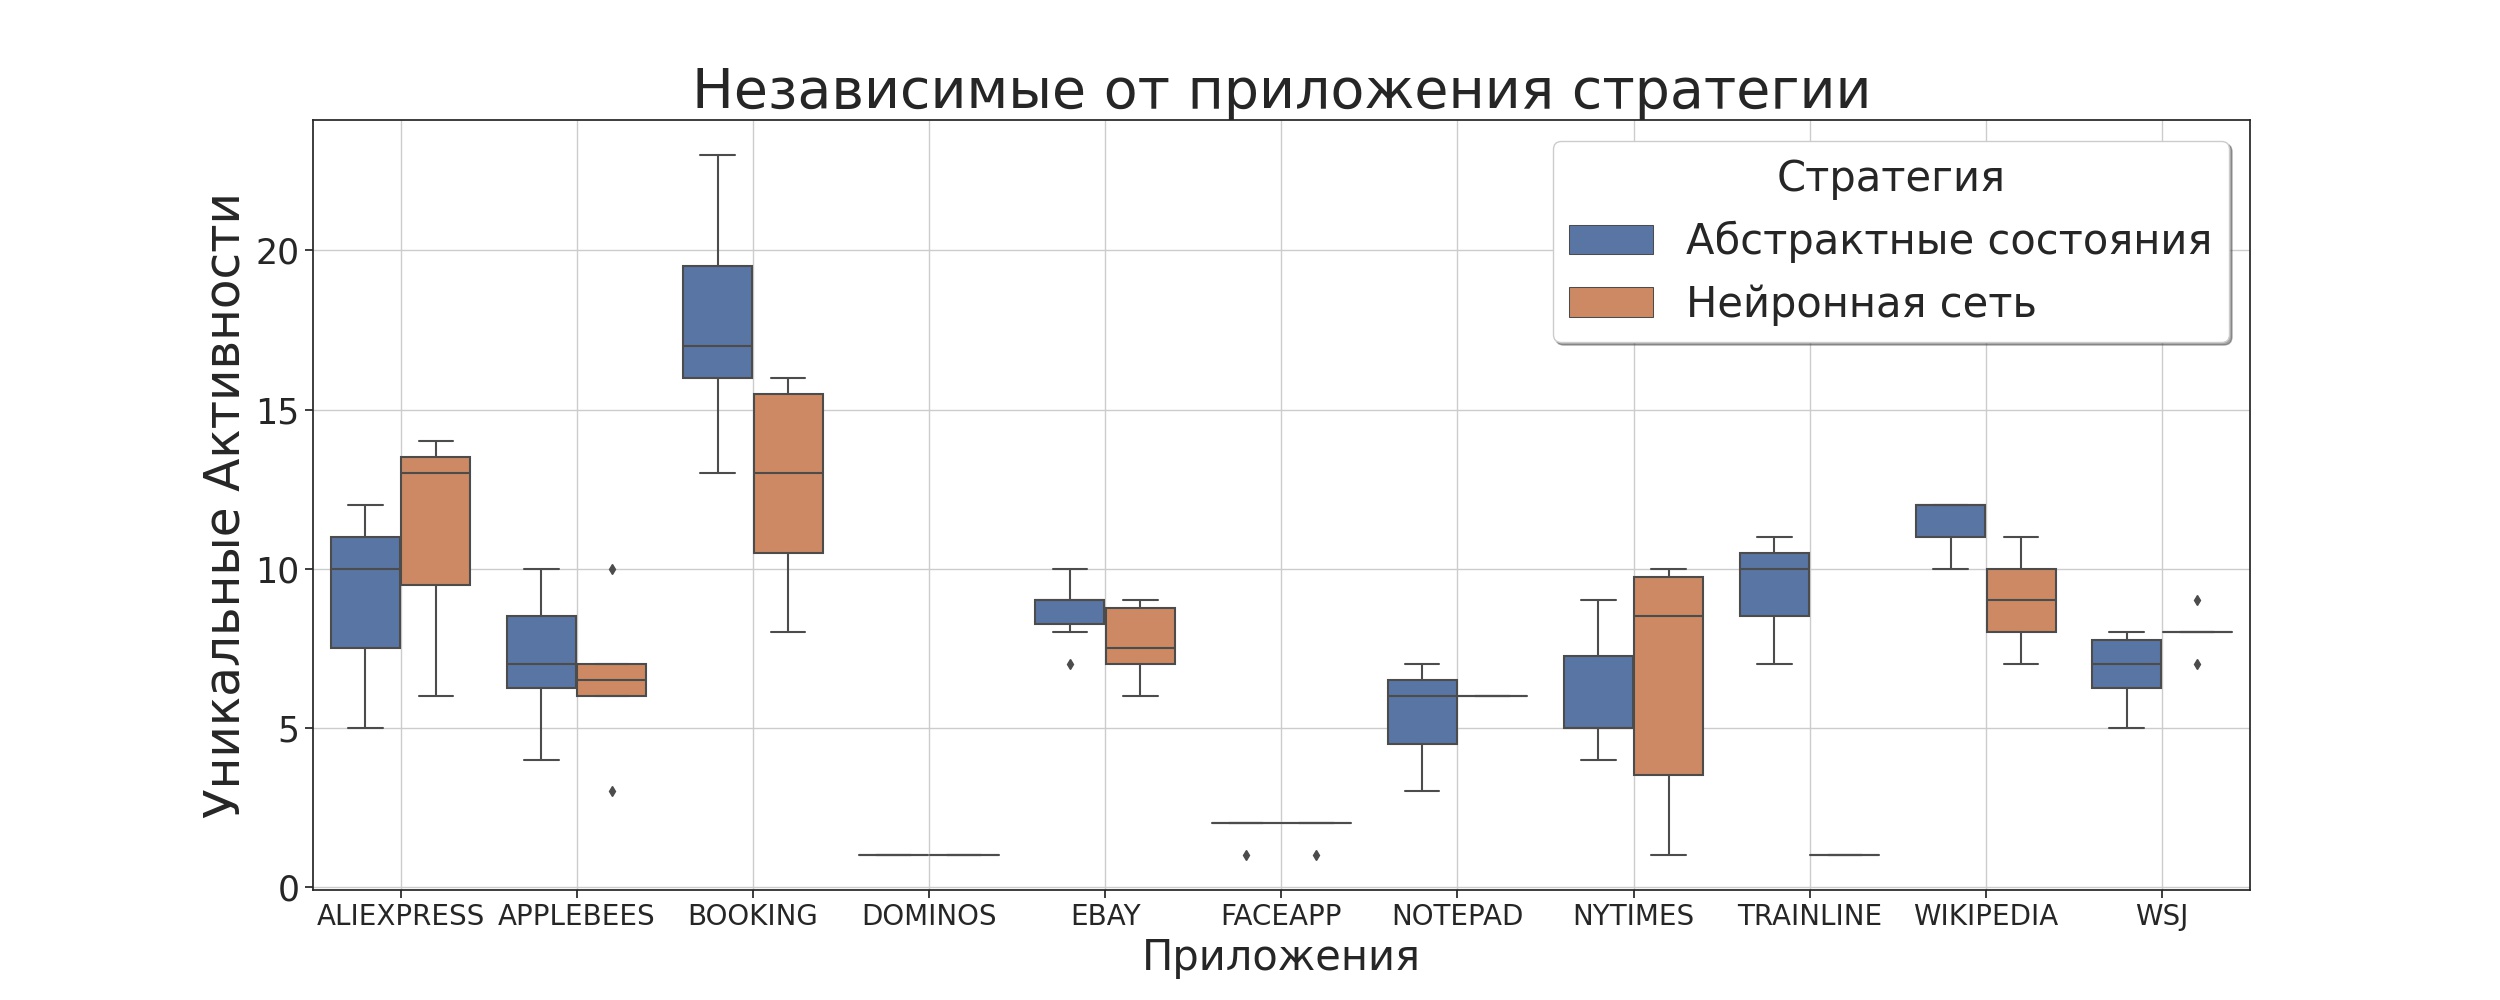 Независимые от приложения стратегии
Стратегия
Абстрактные состояния
Нейронная сеть
Уникальные Активности
20
15
10
5
0
ALIEXPRESS APPLEBEES BOOKING DOMINOS EBAY FACEAPP NOTEPAD NYTIMES TRAINLINE WIKIPEDIA WSJ
Приложения